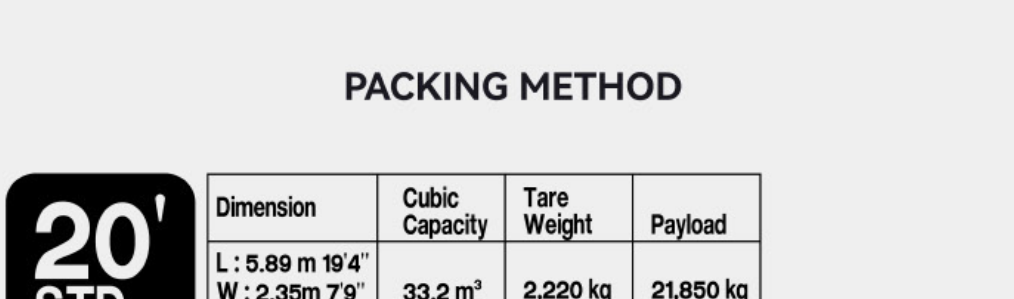 PACKING METHOD
20'
STD
Dimension
Cubic
Capacity
Tare
Weight
Payload
L : 5.89 m 19'4"
W : 2.35m 7'9"
33.2 m³
2,220 kg
21,850 kg